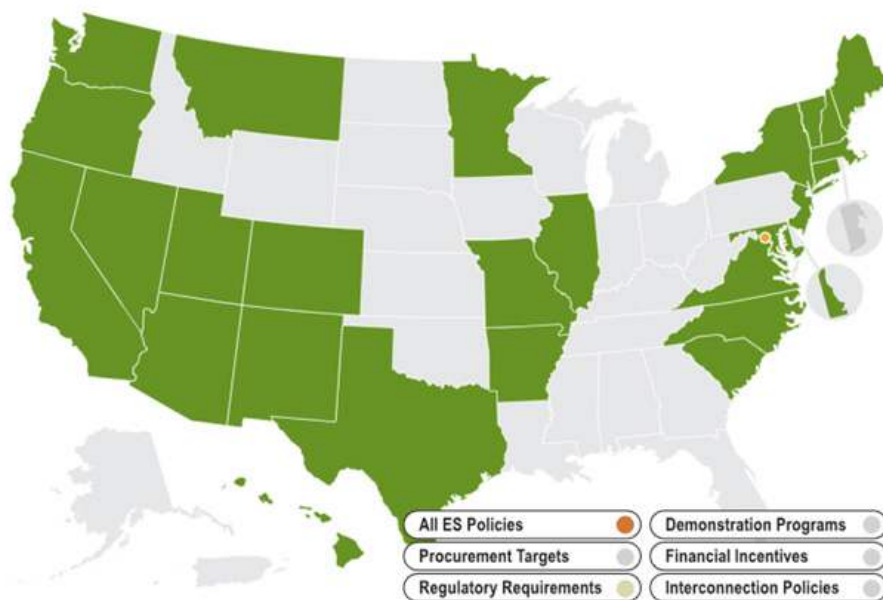 All ES Policies
Demonstration Programs
Procurement Targets
Financial Incentives
Regulatory Requirements
Interconnection Policies